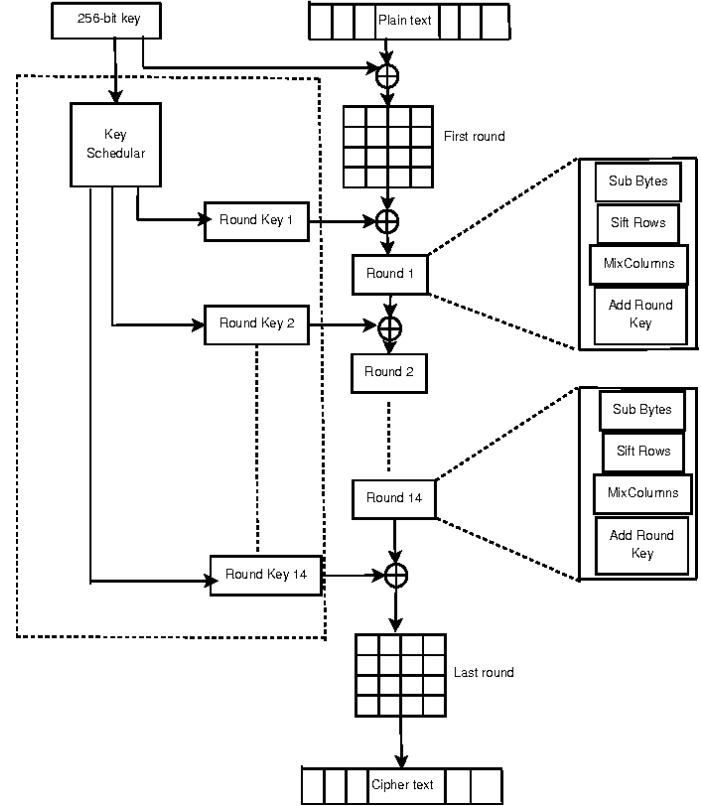 256-bit key
Plain text
Key
Schedular
First round
Sub Bytes
Sift Rows
MixColumns
Add Round
Key
Round Key 1
Round 1
Round Key 2
Round 2
Sub Bytes
Sift Rows
MixColumns
Add Round
Key
Round 14
Round Key 14
Last round
Cipher text